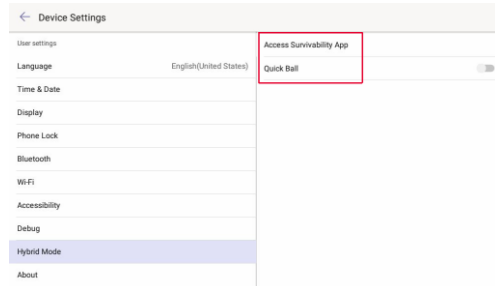 Device Settings
User settings
Language English(United States)
Time & Date
Display
Phone Lock
Bluetooth
Wi-Fi
Accessibility
Debug
Hybrid Mode
About
Access Survivability App
Quick Ball